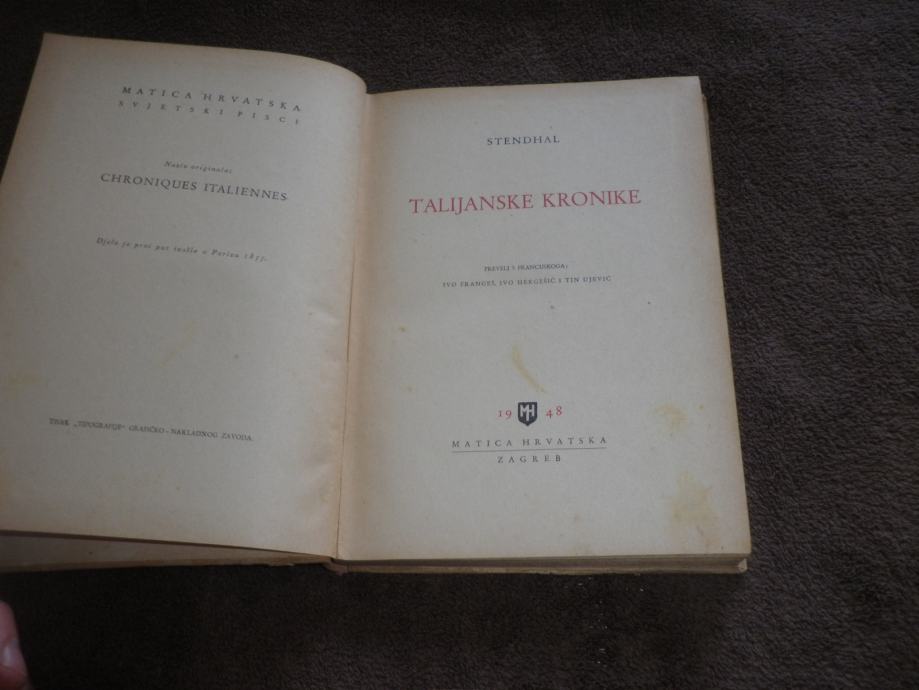 MATICA HRVATSKA
SVJETSKI PISCI
Naslov originala:
CHRONIQUES ITALIENNES
Djelo je prvi put izašlo u Parizu 1855.
TISAK „TIPOGRAFIJE" GRAFIČKO-NAKLADNOG ZAVODA.
STENDHAL
TALIJANSKE KRONIKE
PREVELI S FRANCUSKOGA:
IVO FRANGEŠ, IVO HERGEŠIĆ I TIN UJEVIĆ
19 MH 48
MATICA HRVATSKA
ZAGREB